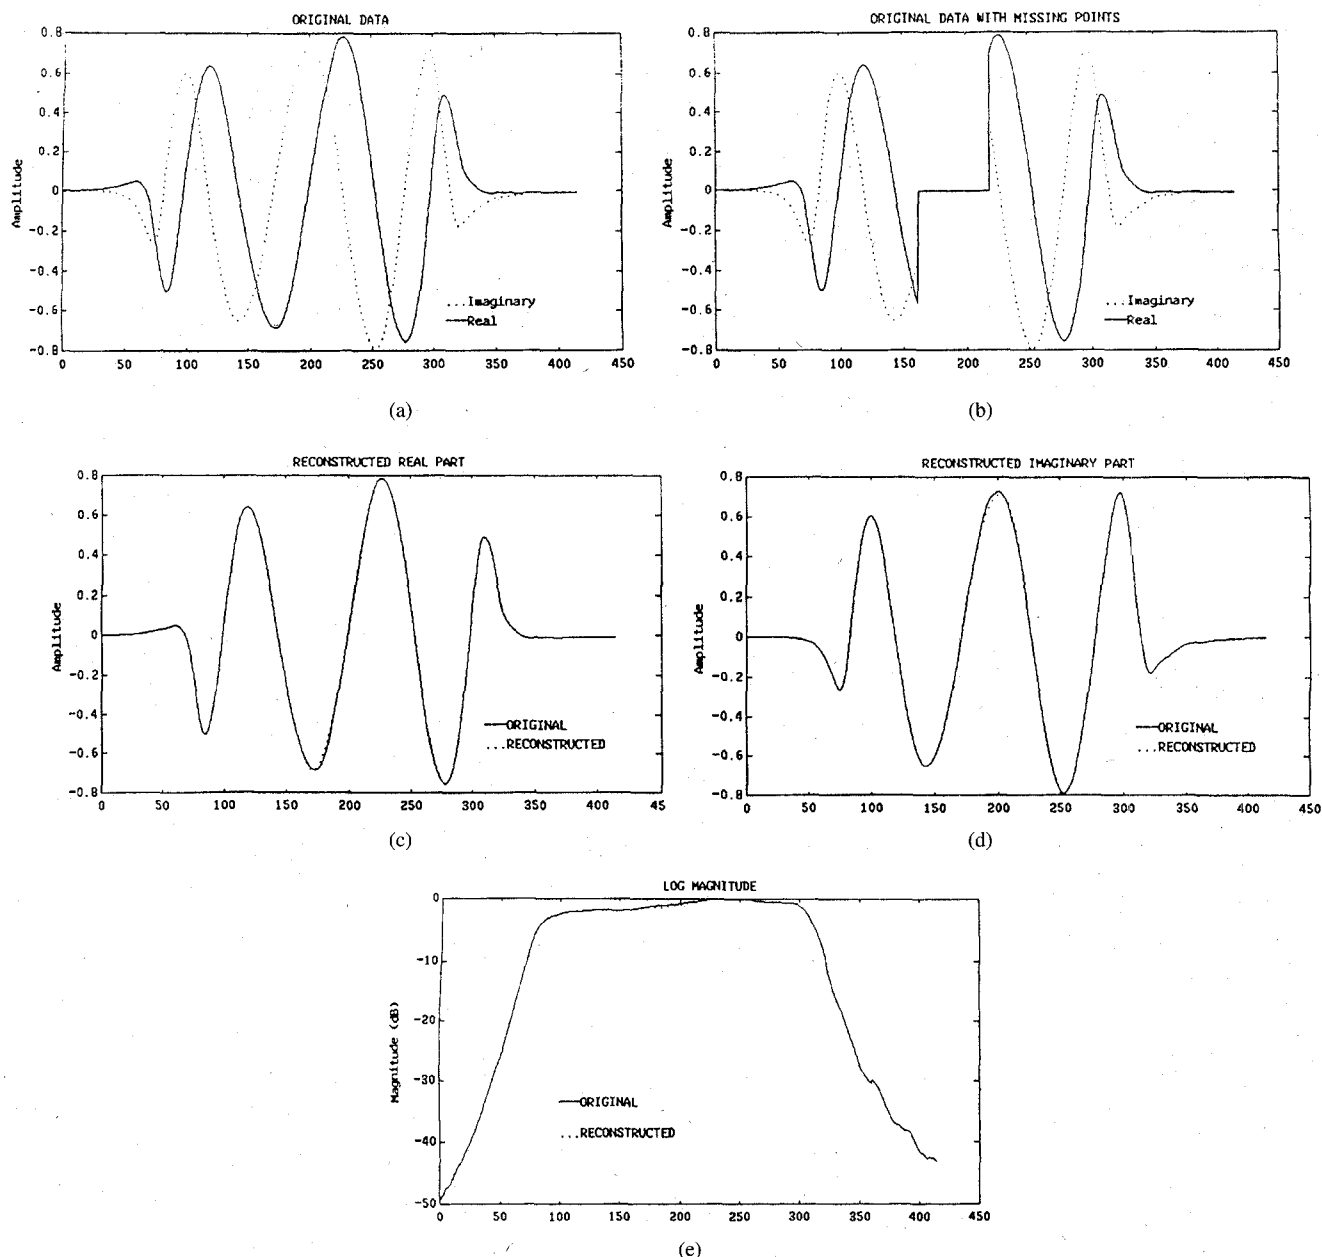 ORIGINAL DATA
0.8
0.6
0.4
0.2
0
-0.2
-0.4
-0.6
-0.8
Amplitude
...Imaginary
Real
0 50 100 150 200 250 300 350 400 450
(a)
ORIGINAL DATA WITH MISSING POINTS
0.8
0.6
0.4
0.2
0
-0.2
-0.4
-0.6
-0.8
Amplitude
...Imaginary
Real
0 50 100 150 200 250 300 350 400 450
(b)
RECONSTRUCTED REAL PART
0.8
0.6
0.4
0.2
0
-0.2
-0.4
-0.6
-0.8
Amplitude
ORIGINAL
...RECONSTRUCTED
0 50 100 150 200 250 300 350 400 45
(c)
RECONSTRUCTED IMAGINARY PART
0.8
0.6
0.4
0.2
0
-0.2
-0.4
-0.6
-0.8
Amplitude
ORIGINAL
...RECONSTRUCTED
0 50 100 150 200 250 300 350 400 450
(d)
LOG MAGNITUDE
0
-10
-20
-30
-40
-50
Magnitude (dB)
ORIGINAL
...RECONSTRUCTED
0 50 100 150 200 250 300 350 400 450
(e)